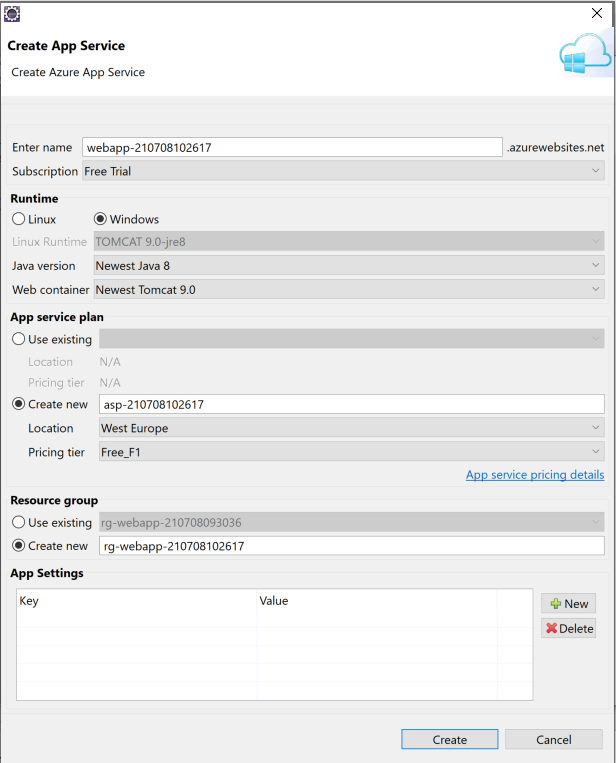 Create App Service
Create Azure App Service
Enter name webapp-210708102617 .azurewebsites.net
Subscription Free Trial
Runtime
Linux Windows
Linux Runtime TOMCAT 9.0-jre8
Java version Newest Java 8
Web container Newest Tomcat 9.0
App service plan
Use existing
Location N/A
Pricing tier N/A
Create new asp-210708102617
Location West Europe
Pricing tier Free_F1
App service pricing details
Resource group
Use existing rg-webapp-210708093036
Create new rg-webapp-210708102617
App Settings
Key Value
New
Delete
Create Cancel